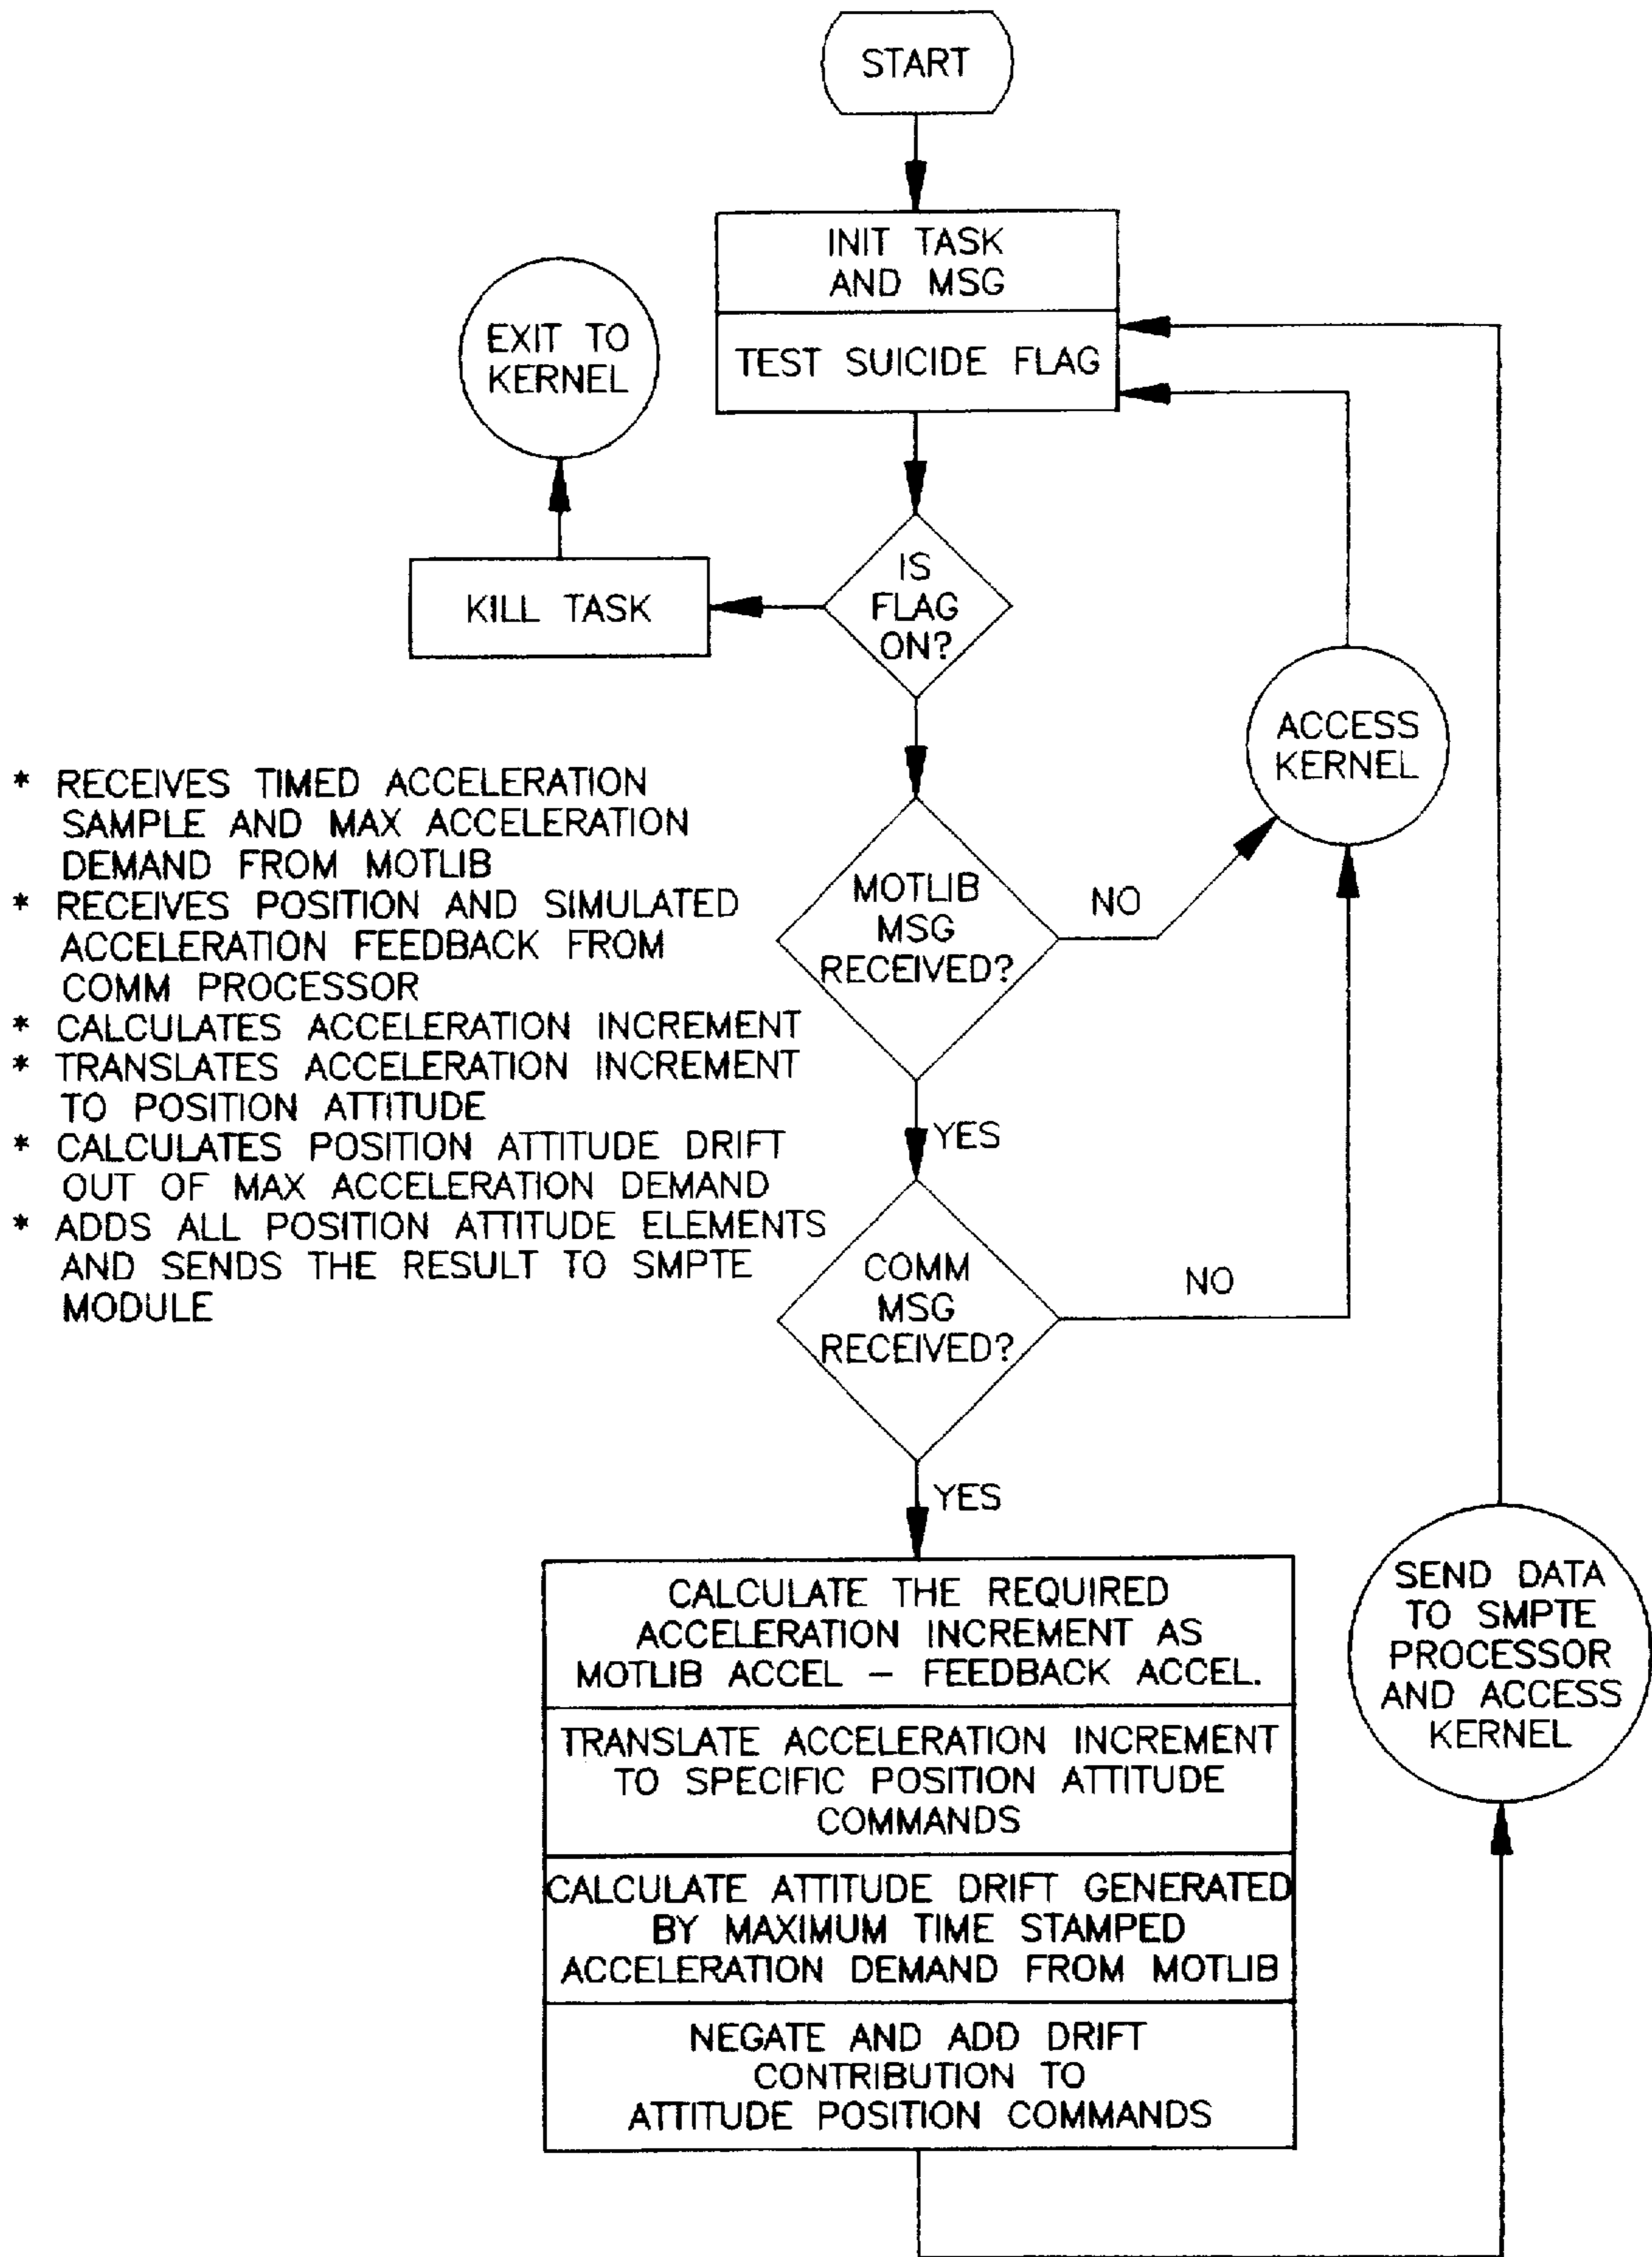 START
INIT TASK
AND MSG
TEST SUICIDE FLAG
EXIT TO
KERNEL
KILL TASK
IS
FLAG
ON?
ACCESS
KERNEL
* RECEIVES TIMED ACCELERATION
SAMPLE AND MAX ACCELERATION
DEMAND FROM MOTLIB
* RECEIVES POSITION AND SIMULATED
ACCELERATION FEEDBACK FROM
COMM PROCESSOR
* CALCULATES ACCELERATION INCREMENT
* TRANSLATES ACCELERATION INCREMENT
TO POSITION ATTITUDE
* CALCULATES POSITION ATTITUDE DRIFT
OUT OF MAX ACCELERATION DEMAND
* ADDS ALL POSITION ATTITUDE ELEMENTS
AND SENDS THE RESULT TO SMPTE
MODULE
MOTLIB
MSG
RECEIVED?
NO
YES
COMM
MSG
RECEIVED?
NO
YES
CALCULATE THE REQUIRED
ACCELERATION INCREMENT AS
MOTLIB ACCEL – FEEDBACK ACCEL.
TRANSLATE ACCELERATION INCREMENT
TO SPECIFIC POSITION ATTITUDE
COMMANDS
CALCULATE ATTITUDE DRIFT GENERATED
BY MAXIMUM TIME STAMPED
ACCELERATION DEMAND FROM MOTLIB
NEGATE AND ADD DRIFT
CONTRIBUTION TO
ATTITUDE POSITION COMMANDS
SEND DATA
TO SMPTE
PROCESSOR
AND ACCESS
KERNEL